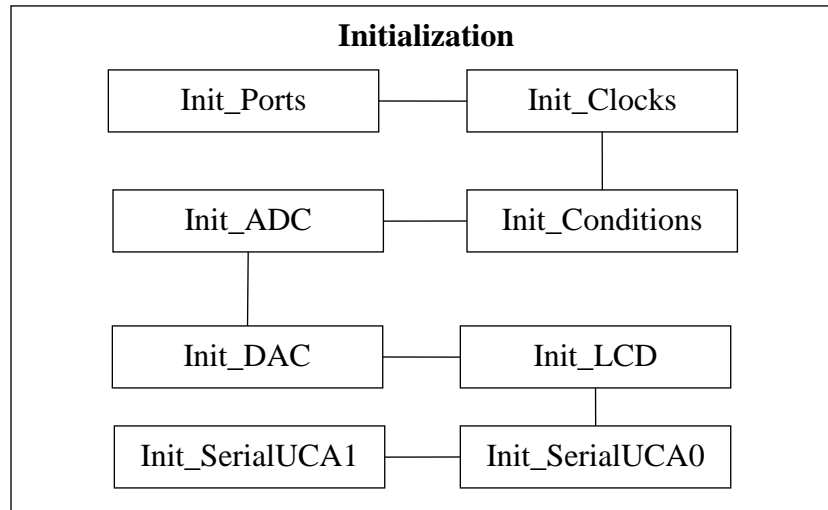 Initialization
Init_Ports
Init_Clocks
Init_ADC
Init_Conditions
Init_DAC
Init_LCD
Init_SerialUCA1
Init_SerialUCA0